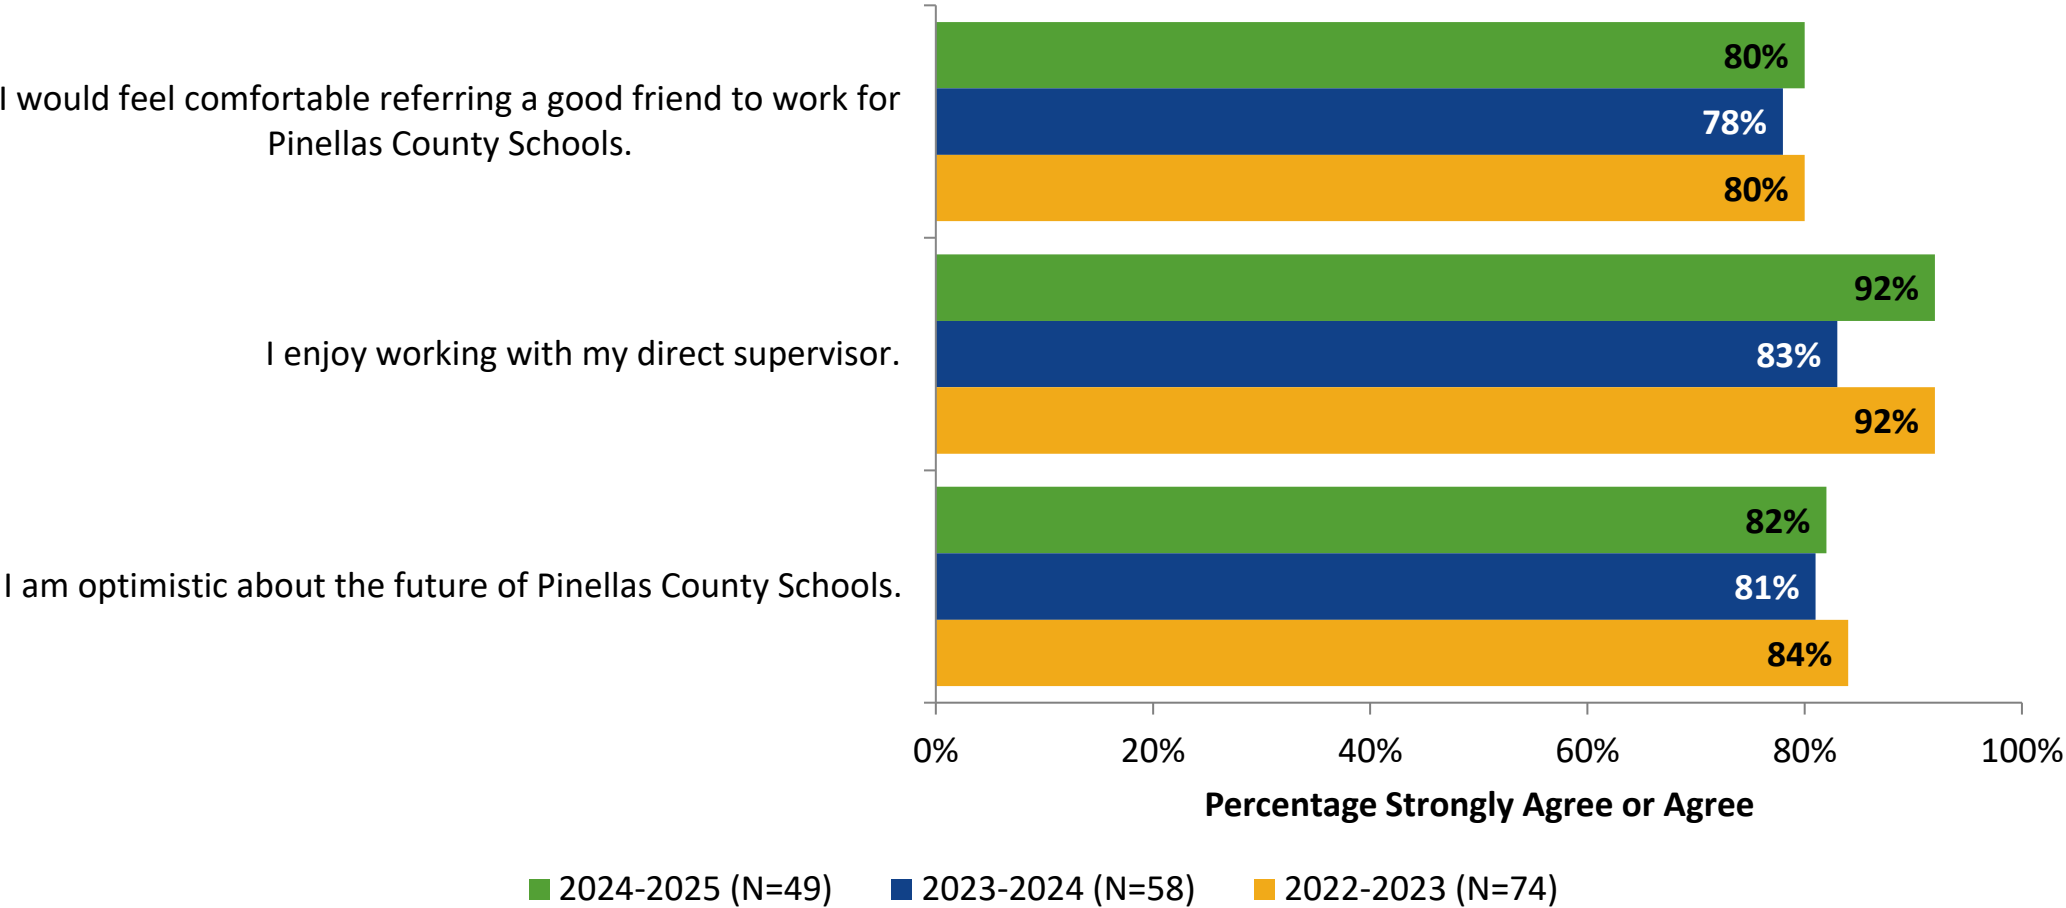 80%
I would feel comfortable referring a good friend to work for
Pinellas County Schools.
78%
80%
92%
I enjoy working with my direct supervisor.
83%
92%
82%
I am optimistic about the future of Pinellas County Schools.
81%
84%
0% 20% 40% 60% 80% 100%
Percentage Strongly Agree or Agree
2024-2025 (N=49) 2023-2024 (N=58) 2022-2023 (N=74)